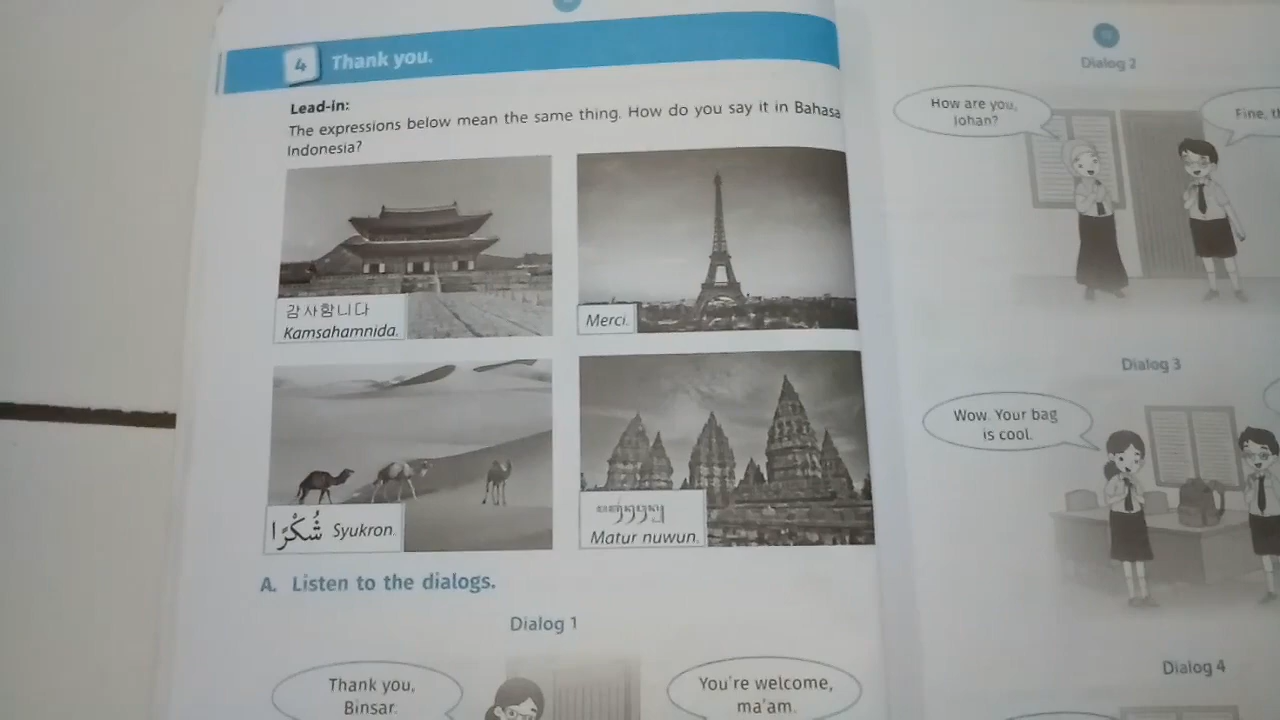 4 Thank you.
Lead-in:
The expressions below mean the same thing. How do you say it in Bahasa
Indonesia?
감사합니다
Kamsahamnida.
Merci.
شُكْرًا Syukron.
Matur nuwun.
A. Listen to the dialogs.
Dialog 1
Thank you,
Binsar.
You're welcome,
ma'am.
Dialog 2
How are you,
Johan?
Fine,
Dialog 3
Wow. Your bag
is cool.
Dialog 4